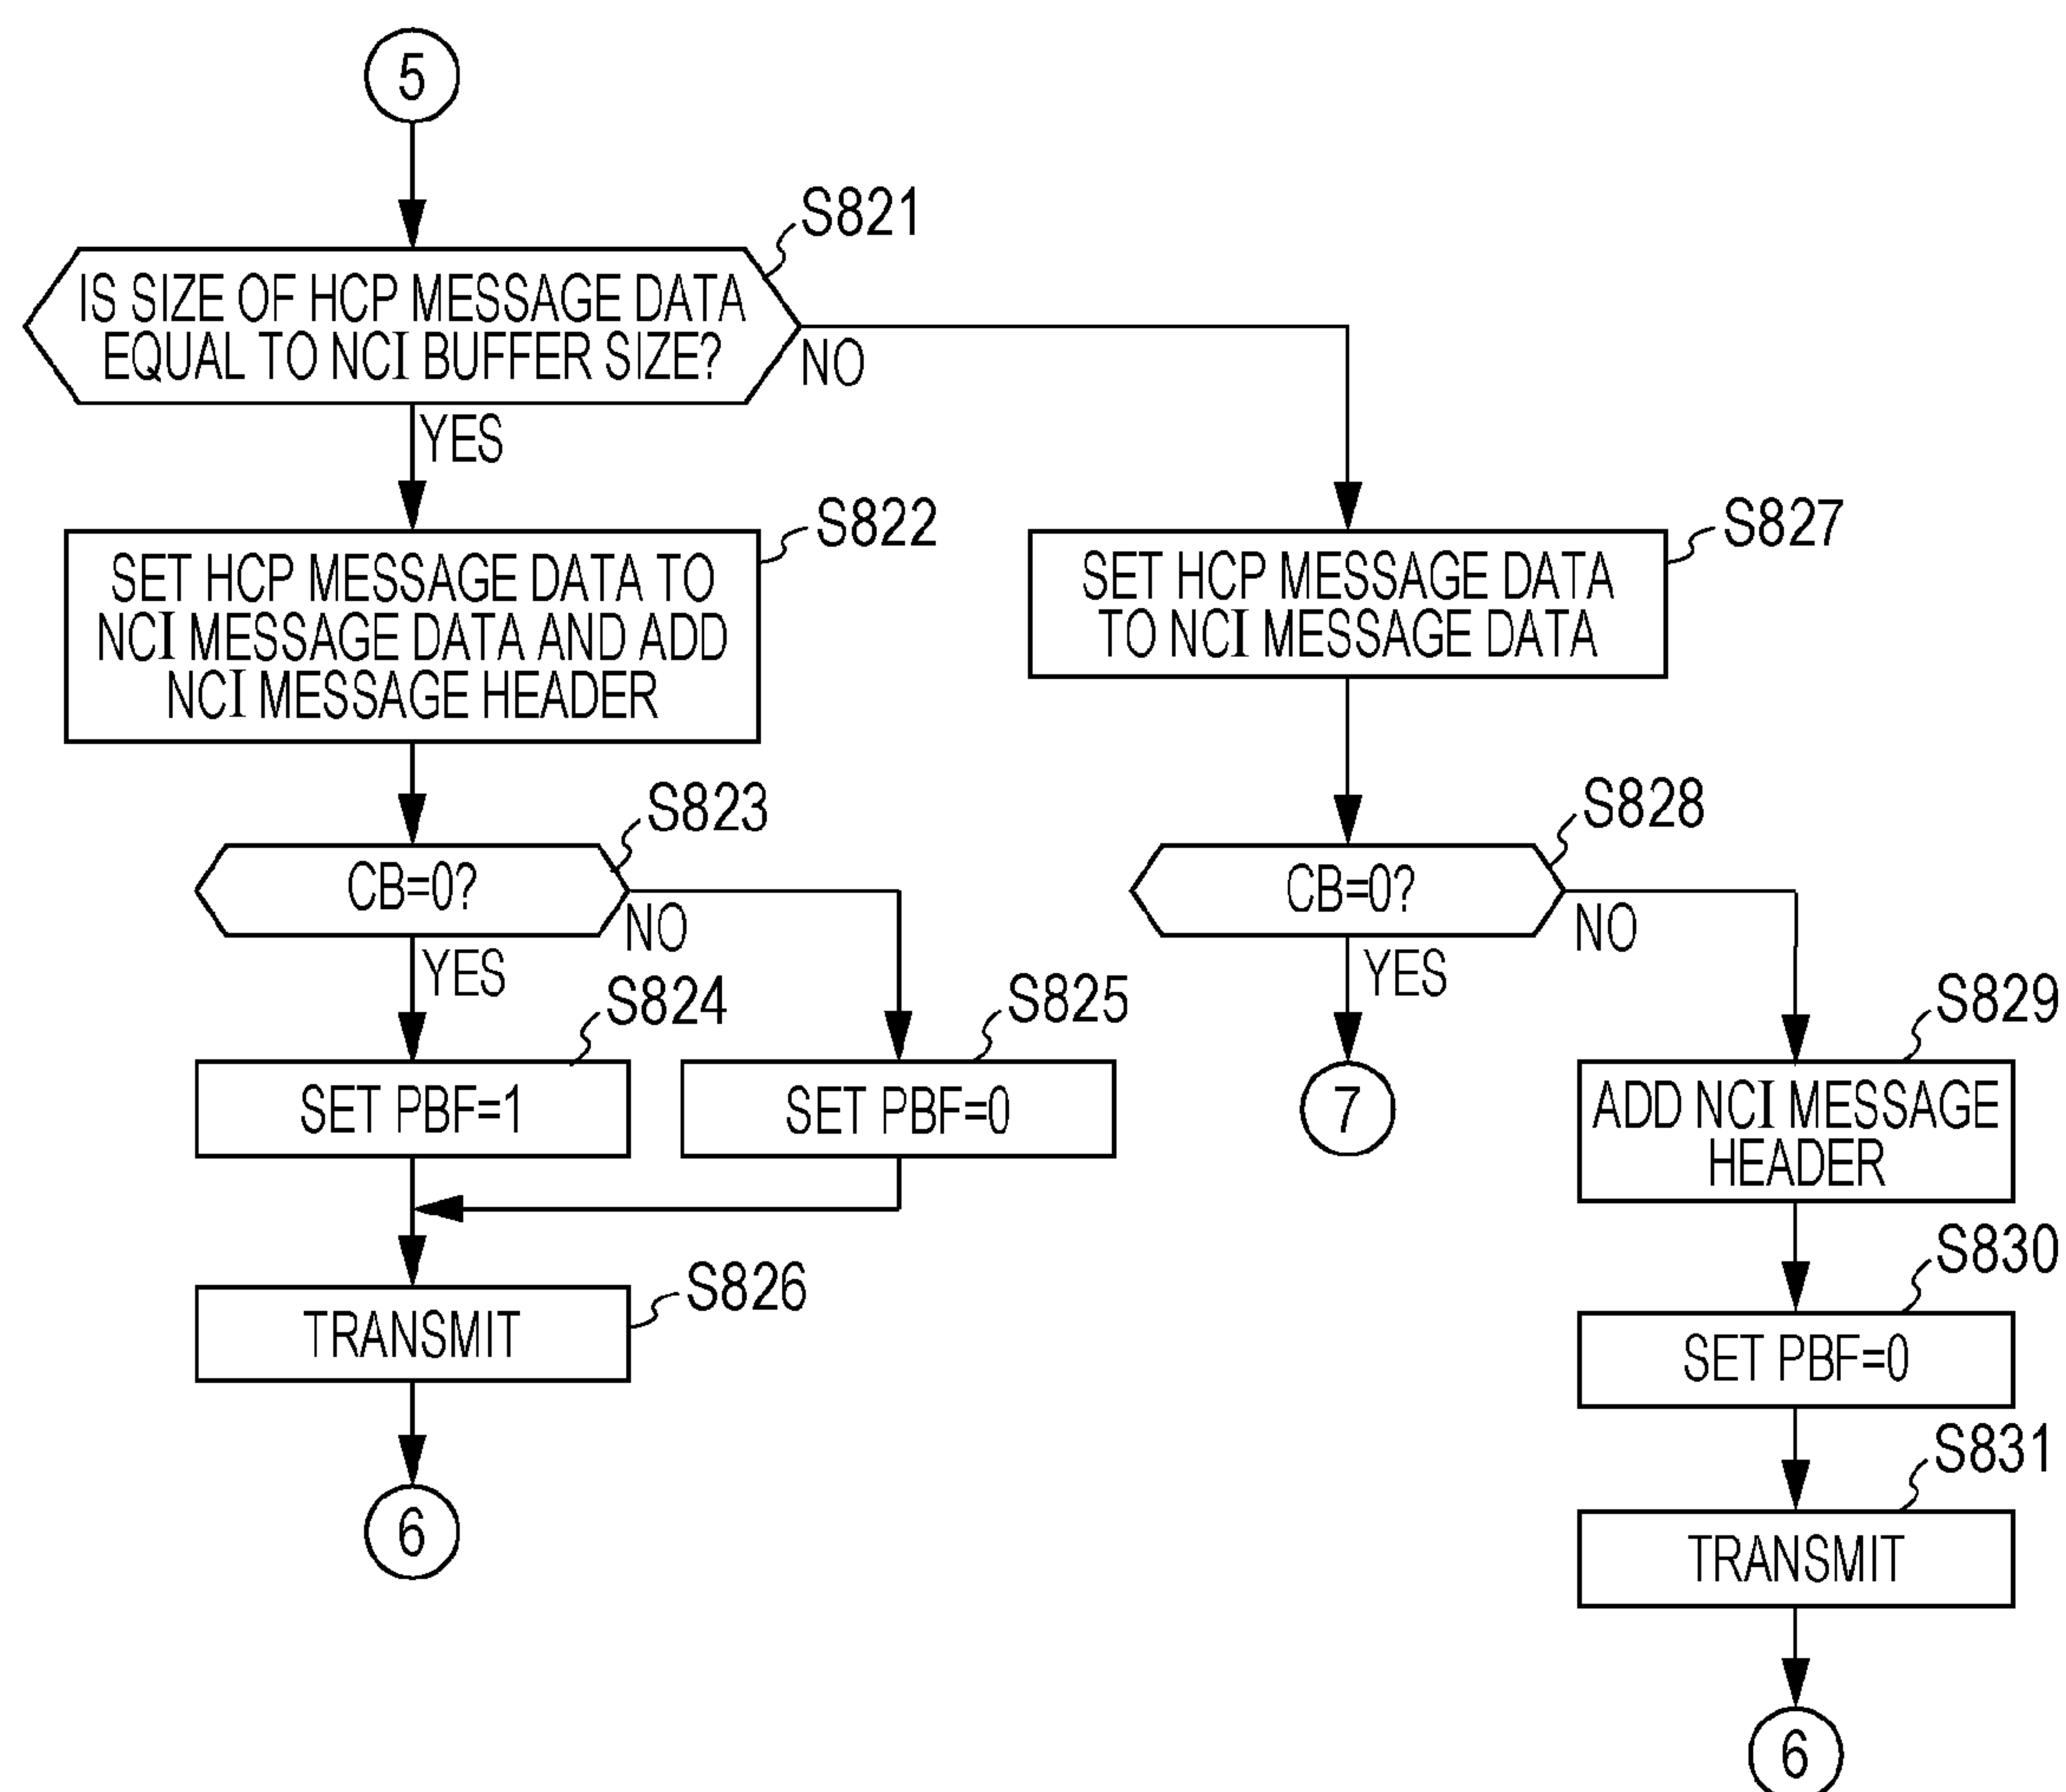 5
S821
IS SIZE OF HCP MESSAGE DATA
EQUAL TO NCI BUFFER SIZE?
NO
YES
S822
SET HCP MESSAGE DATA TO
NCI MESSAGE DATA AND ADD
NCI MESSAGE HEADER
S827
SET HCP MESSAGE DATA
TO NCI MESSAGE DATA
S823
CB=0?
NO
YES
S828
CB=0?
NO
YES
S824
SET PBF=1
S825
SET PBF=0
7
S829
ADD NCI MESSAGE
HEADER
S826
TRANSMIT
S830
SET PBF=0
6
S831
TRANSMIT
6